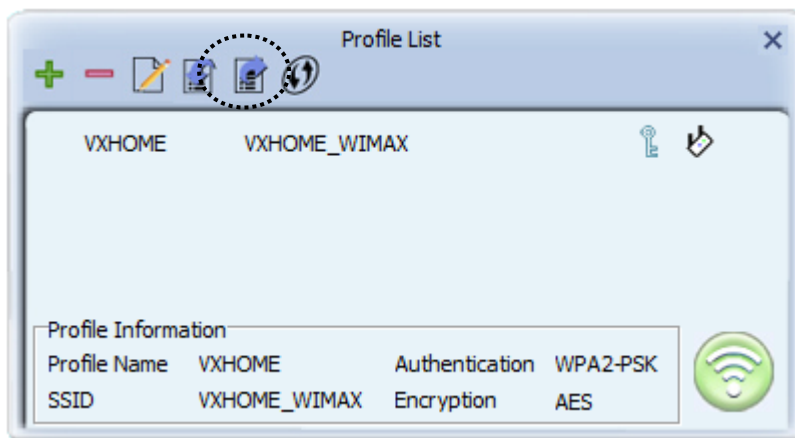 Profile List
VXHOME VXHOME_WIMAX
Profile Information
Profile Name VXHOME Authentication WPA2-PSK
SSID VXHOME_WIMAX Encryption AES